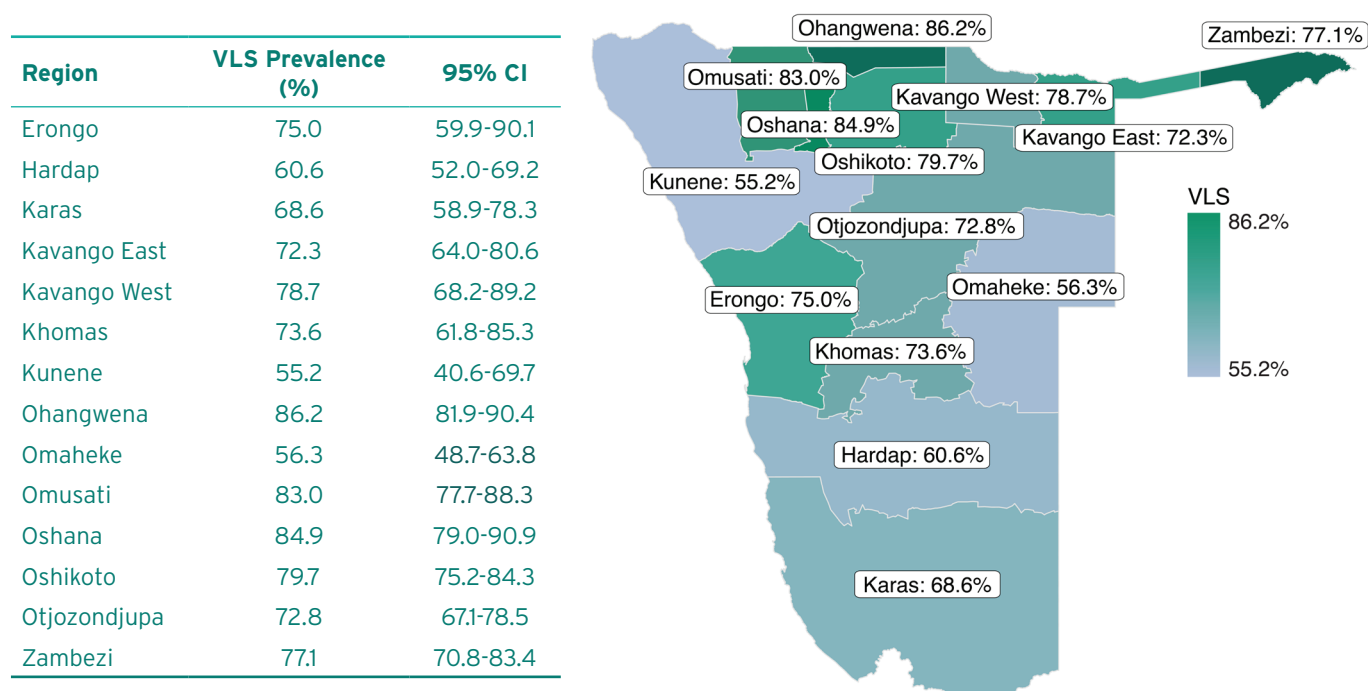 Region VLS Prevalence (%) 95% CI
Erongo 75.0 59.9-90.1
Hardap 60.6 52.0-69.2
Karas 68.6 58.9-78.3
Kavango East 72.3 64.0-80.6
Kavango West 78.7 68.2-89.2
Khomas 73.6 61.8-85.3
Kunene 55.2 40.6-69.7
Ohangwena 86.2 81.9-90.4
Omaheke 56.3 48.7-63.8
Omusati 83.0 77.7-88.3
Oshana 84.9 79.0-90.9
Oshikoto 79.7 75.2-84.3
Otjozondjupa 72.8 67.1-78.5
Zambezi 77.1 70.8-83.4
Ohangwena: 86.2%
Zambezi: 77.1%
Omusati: 83.0%
Kavango West: 78.7%
Oshana: 84.9%
Kavango East: 72.3%
Oshikoto: 79.7%
Kunene: 55.2%
Otjozondjupa: 72.8%
Omaheke: 56.3%
Erongo: 75.0%
Khomas: 73.6%
Hardap: 60.6%
Karas: 68.6%
VLS
86.2%
55.2%